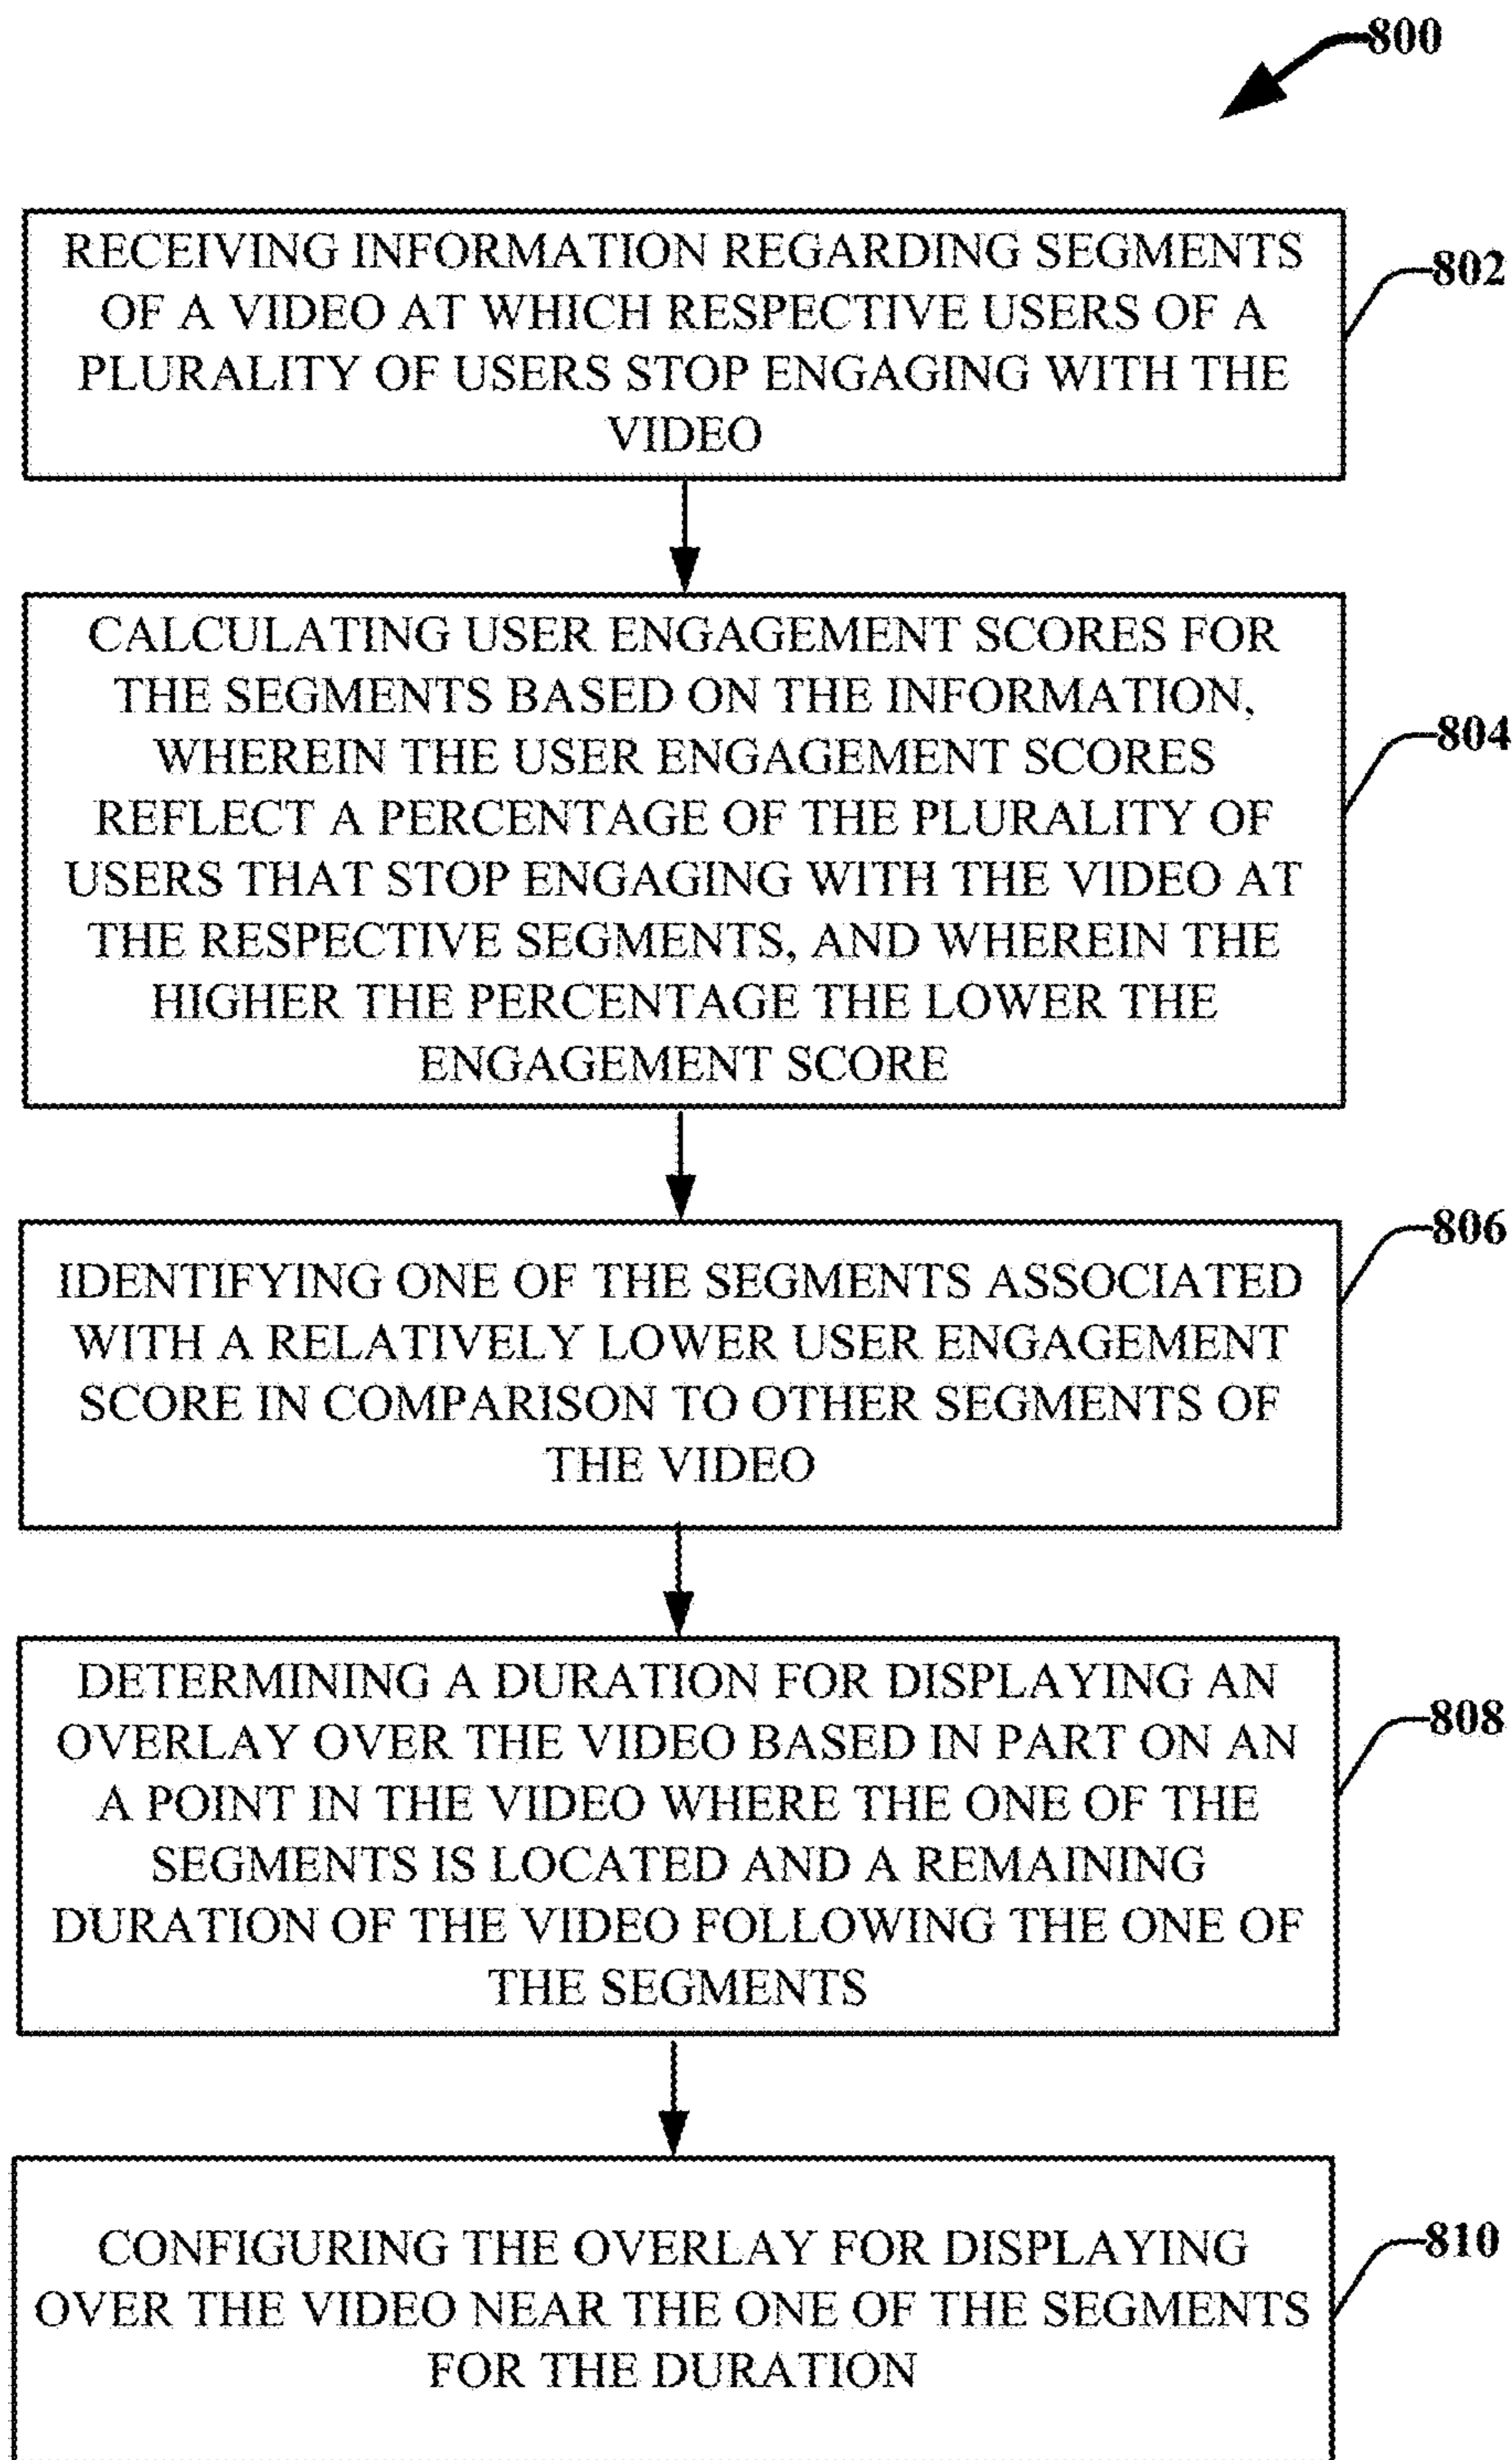 800
RECEIVING INFORMATION REGARDING SEGMENTS
OF A VIDEO AT WHICH RESPECTIVE USERS OF A
PLURALITY OF USERS STOP ENGAGING WITH THE
VIDEO
802
CALCULATING USER ENGAGEMENT SCORES FOR
THE SEGMENTS BASED ON THE INFORMATION,
WHEREIN THE USER ENGAGEMENT SCORES
REFLECT A PERCENTAGE OF THE PLURALITY OF
USERS THAT STOP ENGAGING WITH THE VIDEO AT
THE RESPECTIVE SEGMENTS, AND WHEREIN THE
HIGHER THE PERCENTAGE THE LOWER THE
ENGAGEMENT SCORE
804
IDENTIFYING ONE OF THE SEGMENTS ASSOCIATED
WITH A RELATIVELY LOWER USER ENGAGEMENT
SCORE IN COMPARISON TO OTHER SEGMENTS OF
THE VIDEO
806
DETERMINING A DURATION FOR DISPLAYING AN
OVERLAY OVER THE VIDEO BASED IN PART ON AN
A POINT IN THE VIDEO WHERE THE ONE OF THE
SEGMENTS IS LOCATED AND A REMAINING
DURATION OF THE VIDEO FOLLOWING THE ONE OF
THE SEGMENTS
808
CONFIGURING THE OVERLAY FOR DISPLAYING
OVER THE VIDEO NEAR THE ONE OF THE SEGMENTS
FOR THE DURATION
810